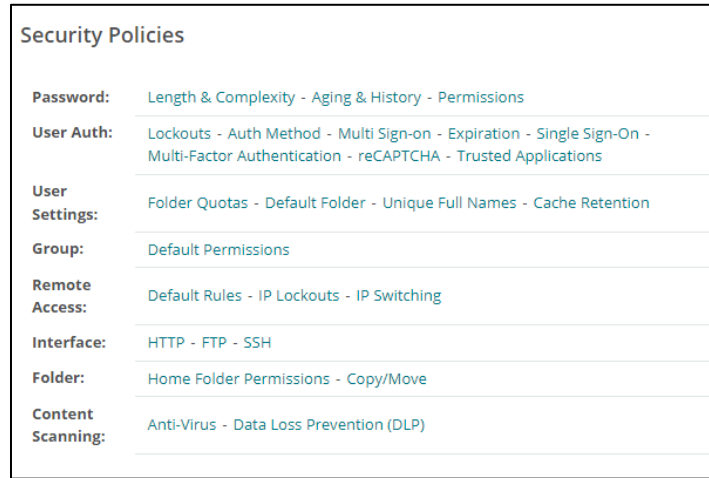 Security Policies
Password: Length & Complexity - Aging & History - Permissions
User Auth: Lockouts - Auth Method - Multi Sign-on - Expiration - Single Sign-On -
Multi-Factor Authentication - reCAPTCHA - Trusted Applications
User
Settings: Folder Quotas - Default Folder - Unique Full Names - Cache Retention
Group: Default Permissions
Remote
Access: Default Rules - IP Lockouts - IP Switching
Interface: HTTP - FTP - SSH
Folder: Home Folder Permissions - Copy/Move
Content
Scanning: Anti-Virus - Data Loss Prevention (DLP)